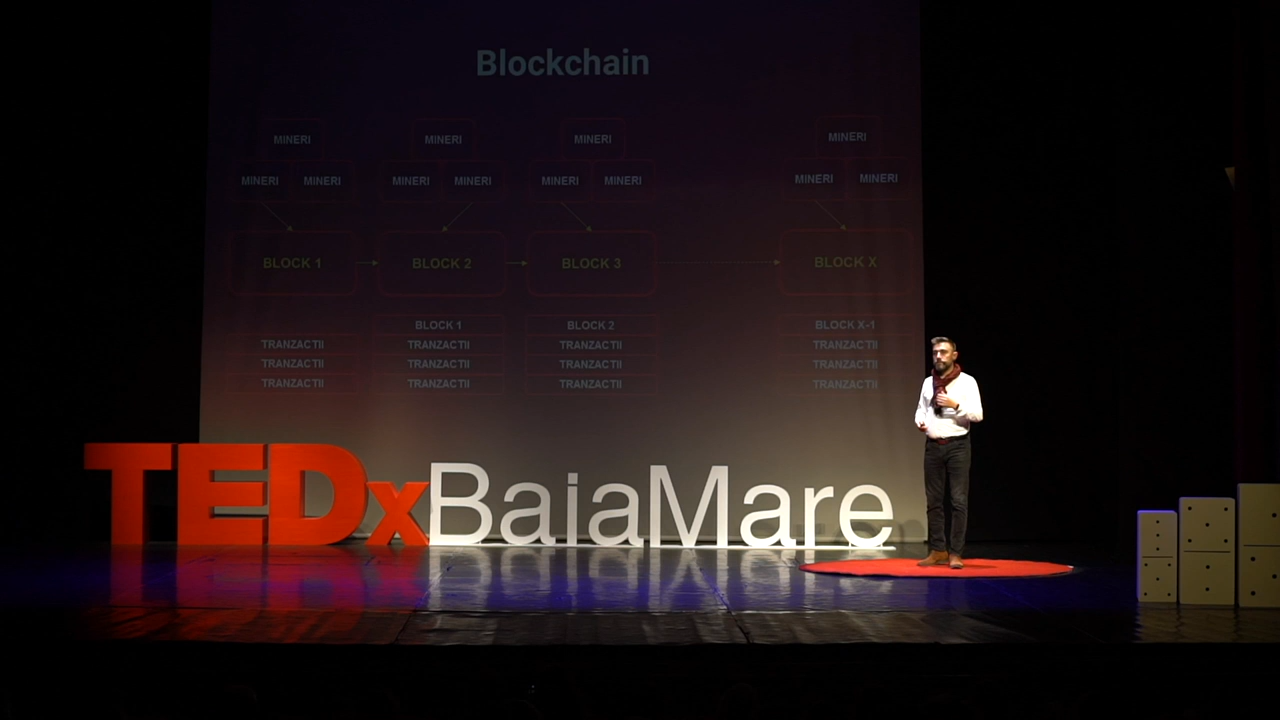 Blockchain
MINERI MINERI MINERI MINERI
MINERI MINERI MINERI MINERI MINERI MINERI MINERI MINERI
BLOCK 1 BLOCK 2 BLOCK 3 BLOCK X
BLOCK 1 BLOCK 2 BLOCK X-1
TRANZACTII TRANZACTII TRANZACTII TRANZACTII
TRANZACTII TRANZACTII TRANZACTII TRANZACTII
TRANZACTII TRANZACTII TRANZACTII TRANZACTII
TEDxBaiaMare